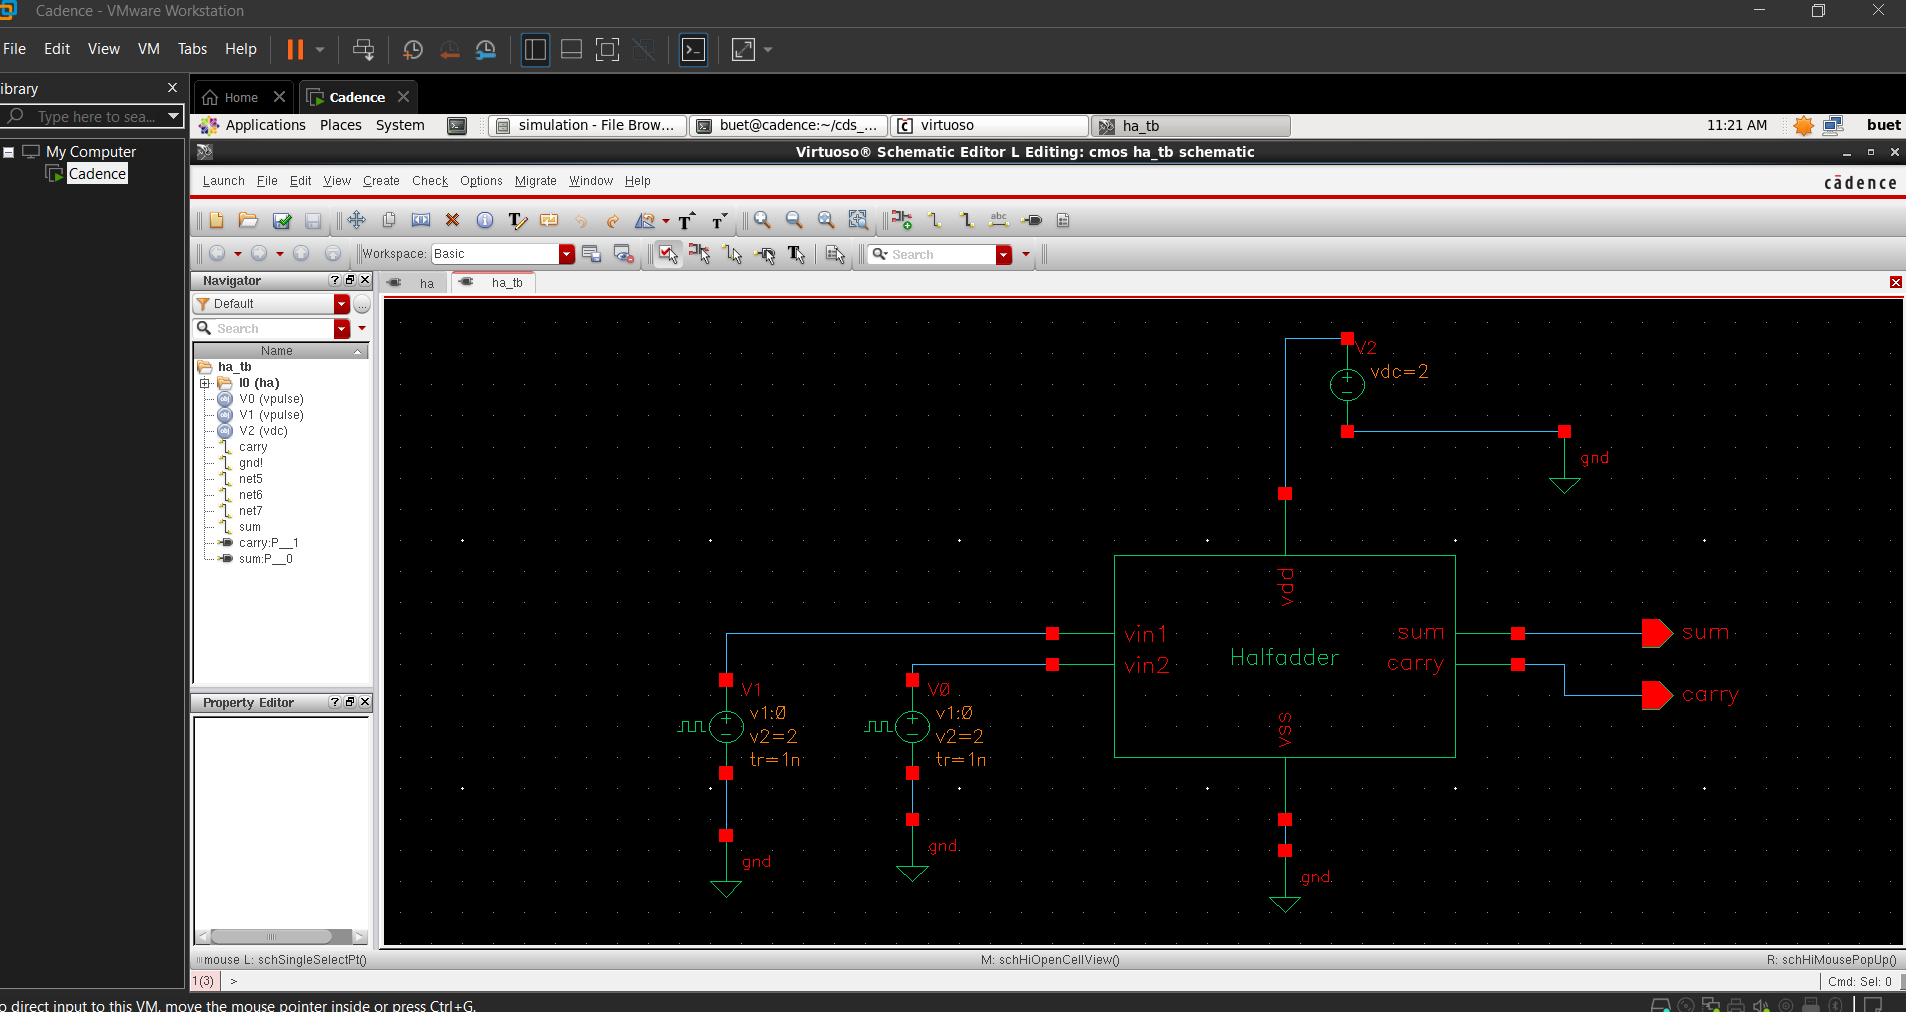 Cadence - VMware Workstation
File Edit View VM Tabs Help
ibrary
Type here to sea...
Home
Cadence
My Computer
Cadence
Applications Places System
simulation - File Brow...
buet@cadence:~/cds_...
virtuoso
ha_tb
11:21 AM
buet
Virtuoso® Schematic Editor L Editing: cmos ha_tb schematic
Launch File Edit View Create Check Options Migrate Window Help
cādence
Workspace: Basic
Search
Navigator
ha
ha_tb
Default
Search
Name
ha_tb
I0 (ha)
V0 (vpulse)
V1 (vpulse)
V2 (vdc)
carry
gnd!
net5
net6
net7
sum
carry:P__1
sum:P__0
Property Editor
V2
vdc=2
gnd
vdd
vin1
vin2
Halfadder
sum
carry
vss
sum
carry
V1
v1:0
v2=2
tr=1n
gnd
V0
v1:0
v2=2
tr=1n
gnd
gnd
mouse L: schSingleSelectPt()
M: schHiOpenCellView()
R: schHiMousePopUp()
1(3) >
Cmd: Sel: 0
o direct input to this VM, move the mouse pointer inside or press Ctrl+G.